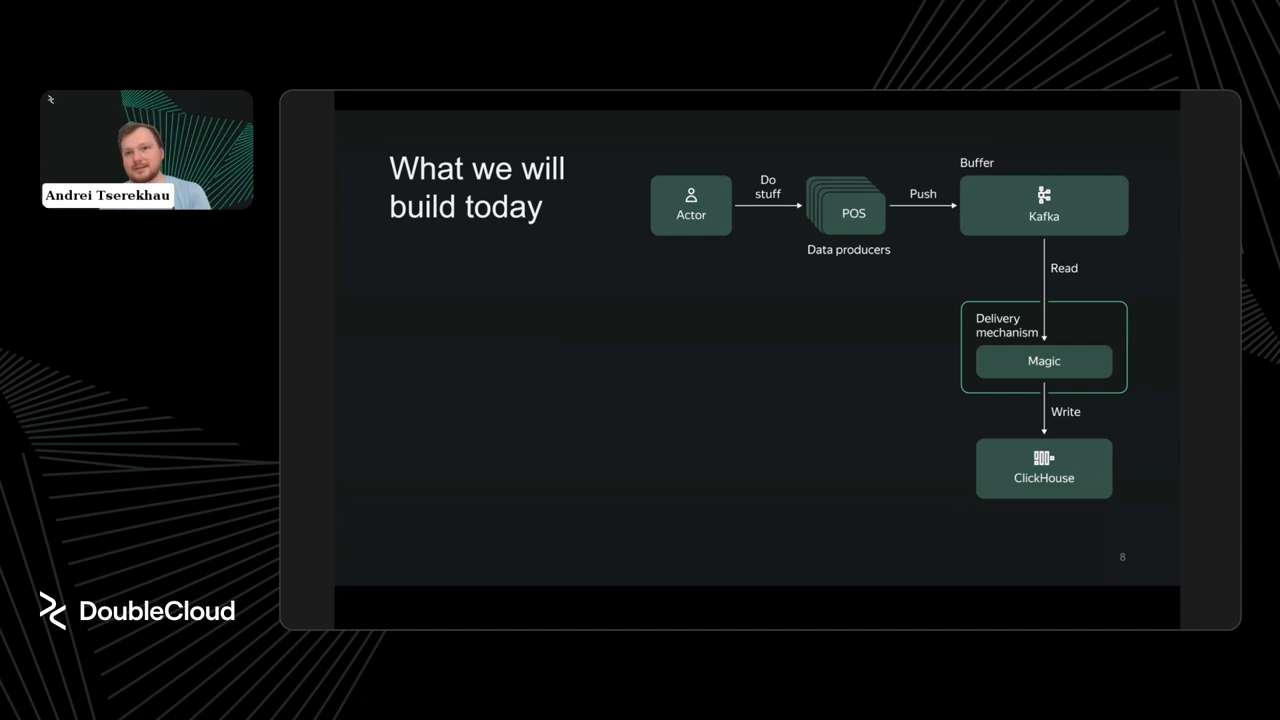 Andrei Tserekhau
What we will
build today
Actor
Do
stuff
POS
Data producers
Push
Buffer
Kafka
Read
Delivery
mechanism
Magic
Write
ClickHouse
8
DoubleCloud